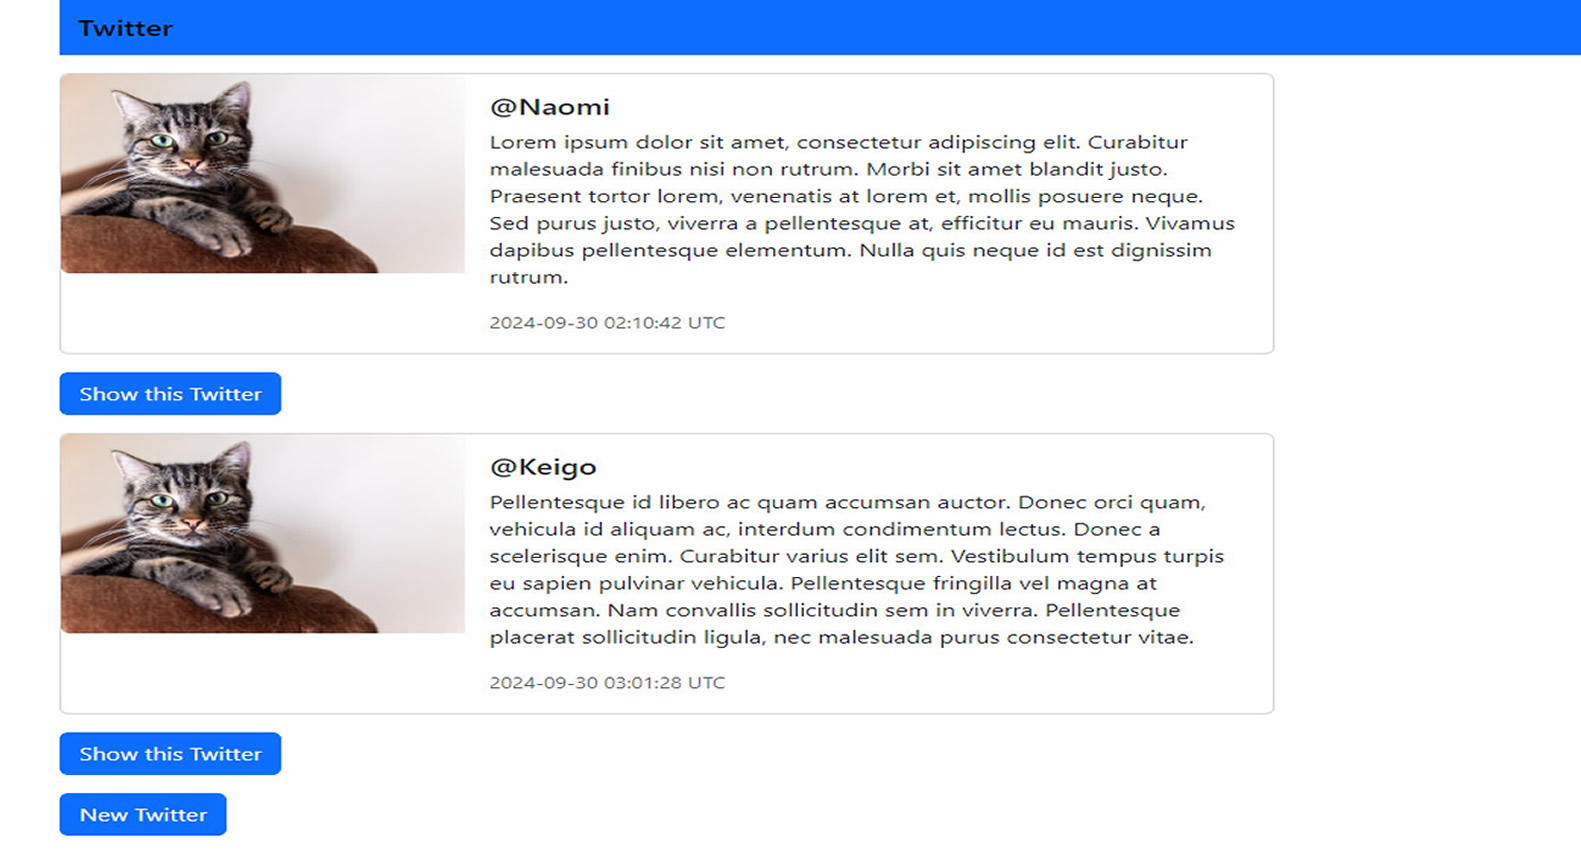 Twitter
@Naomi
Lorem ipsum dolor sit amet, consectetur adipiscing elit. Curabitur
malesuada finibus nisi non rutrum. Morbi sit amet blandit justo.
Praesent tortor lorem, venenatis at lorem et, mollis posuere neque.
Sed purus justo, viverra a pellentesque at, efficitur eu mauris. Vivamus
dapibus pellentesque elementum. Nulla quis neque id est dignissim
rutrum.
2024-09-30 02:10:42 UTC
Show this Twitter
@Keigo
Pellentesque id libero ac quam accumsan auctor. Donec orci quam,
vehicula id aliquam ac, interdum condimentum lectus. Donec a
scelerisque enim. Curabitur varius elit sem. Vestibulum tempus turpis
eu sapien pulvinar vehicula. Pellentesque fringilla vel magna at
accumsan. Nam convallis sollicitudin sem in viverra. Pellentesque
placerat sollicitudin ligula, nec malesuada purus consectetur vitae.
2024-09-30 03:01:28 UTC
Show this Twitter
New Twitter